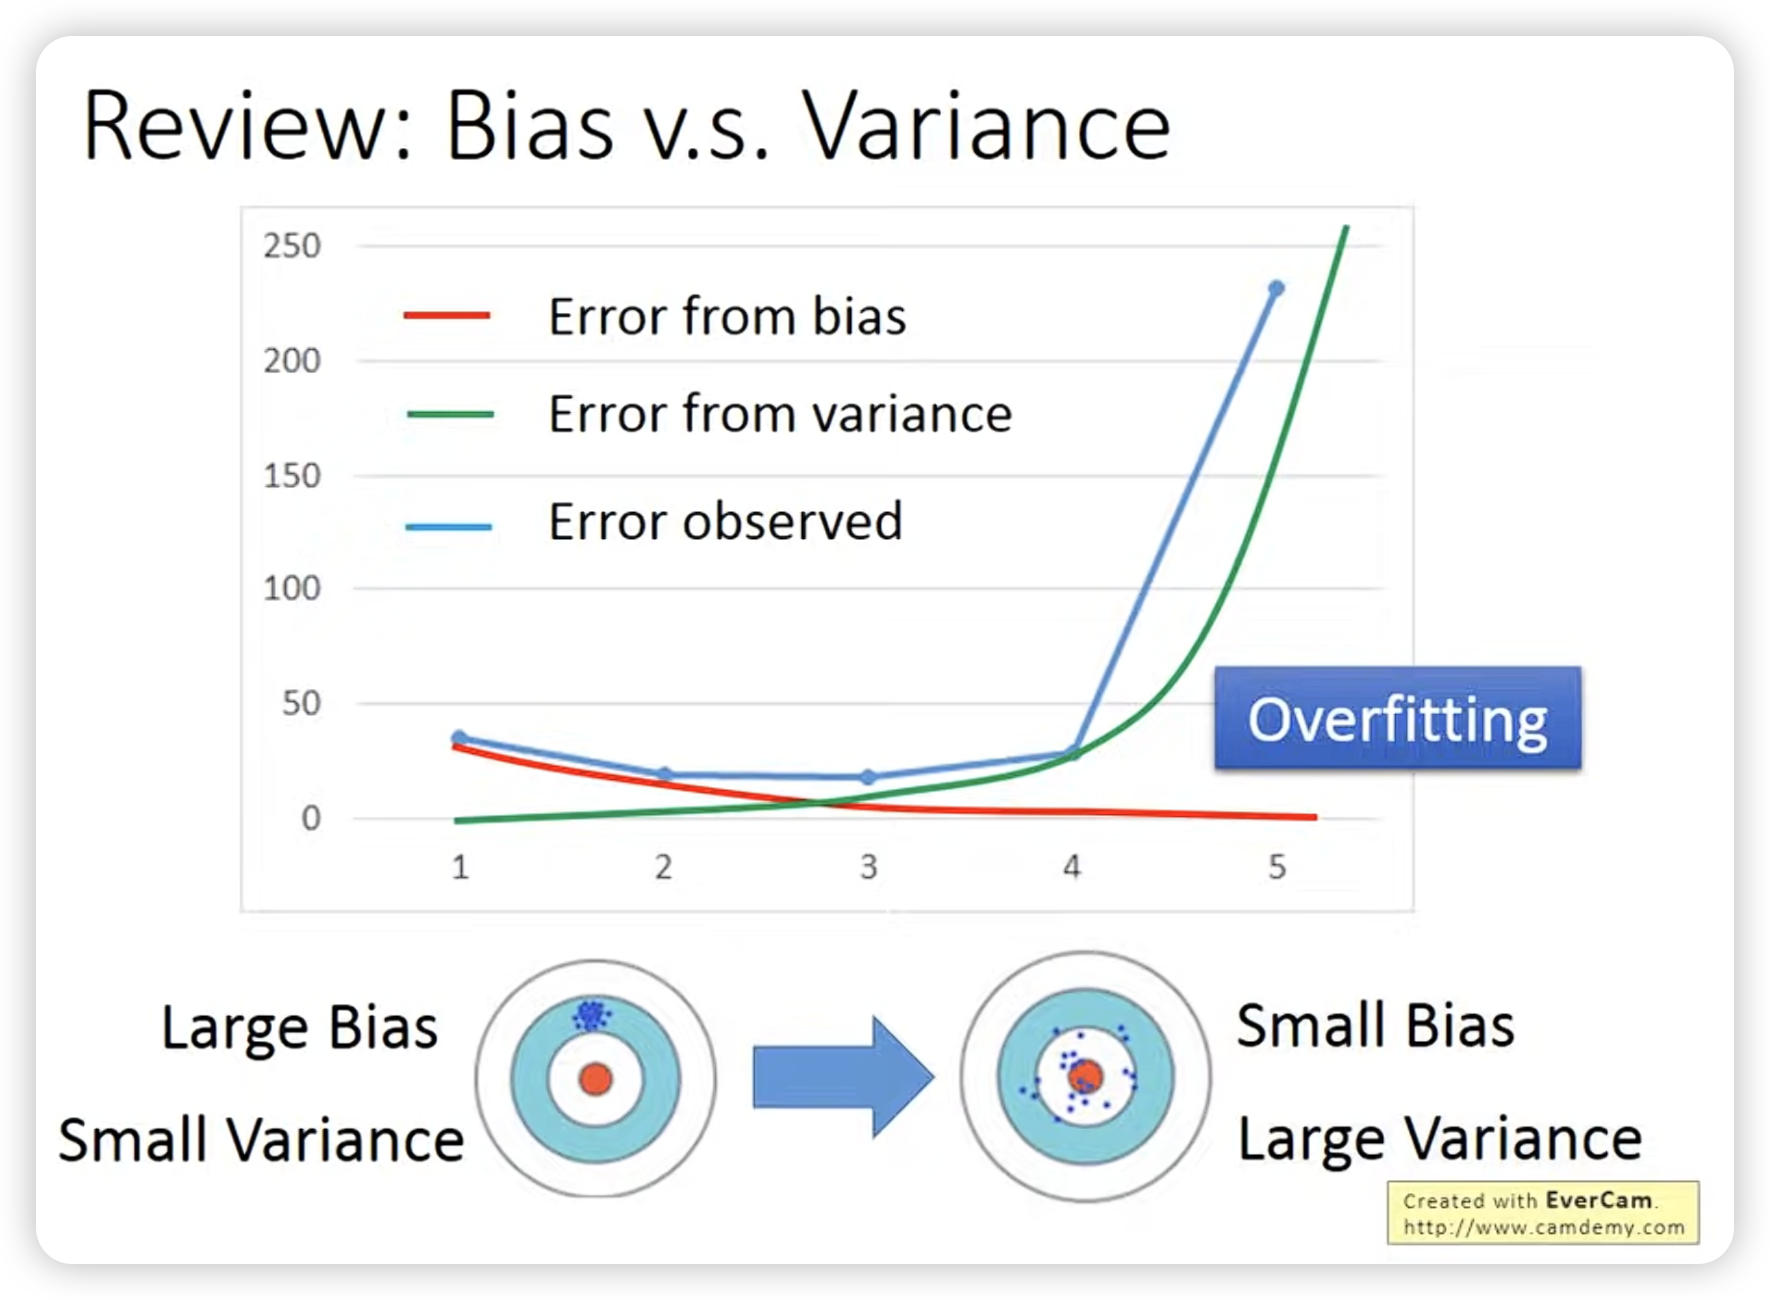 Review: Bias v.s. Variance
250
Error from bias
200
Error from variance
150
Error observed
100
50
Overfitting
0
1 2 3 4 5
Large Bias
Small Variance
Small Bias
Large Variance
Created with EverCam.
http://www.camdemy.com